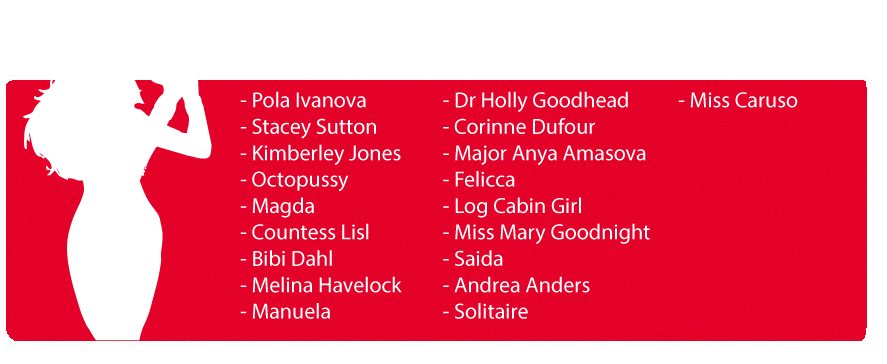 - Pola Ivanova
- Stacey Sutton
- Kimberley Jones
- Octopussy
- Magda
- Countess Lisl
- Bibi Dahl
- Melina Havelock
- Manuela
- Dr Holly Goodhead
- Corinne Dufour
- Major Anya Amasova
- Felicca
- Log Cabin Girl
- Miss Mary Goodnight
- Saida
- Andrea Anders
- Solitaire
- Miss Caruso